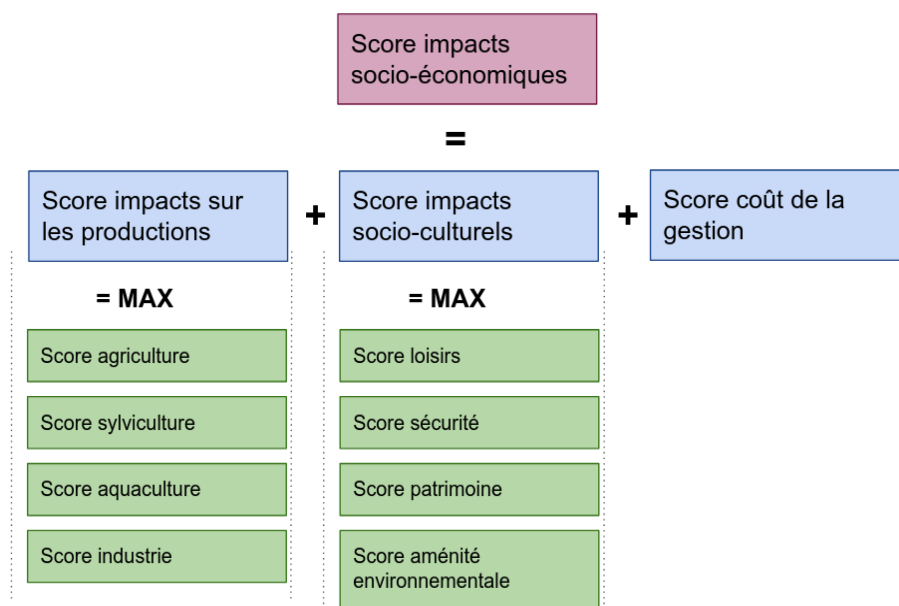 Score impacts
socio-économiques
=
Score impacts sur
les productions
+
Score impacts
socio-culturels
+
Score coût de la
gestion
= MAX
= MAX
Score agriculture
Score loisirs
Score sylviculture
Score sécurité
Score aquaculture
Score patrimoine
Score industrie
Score aménité
environnementale